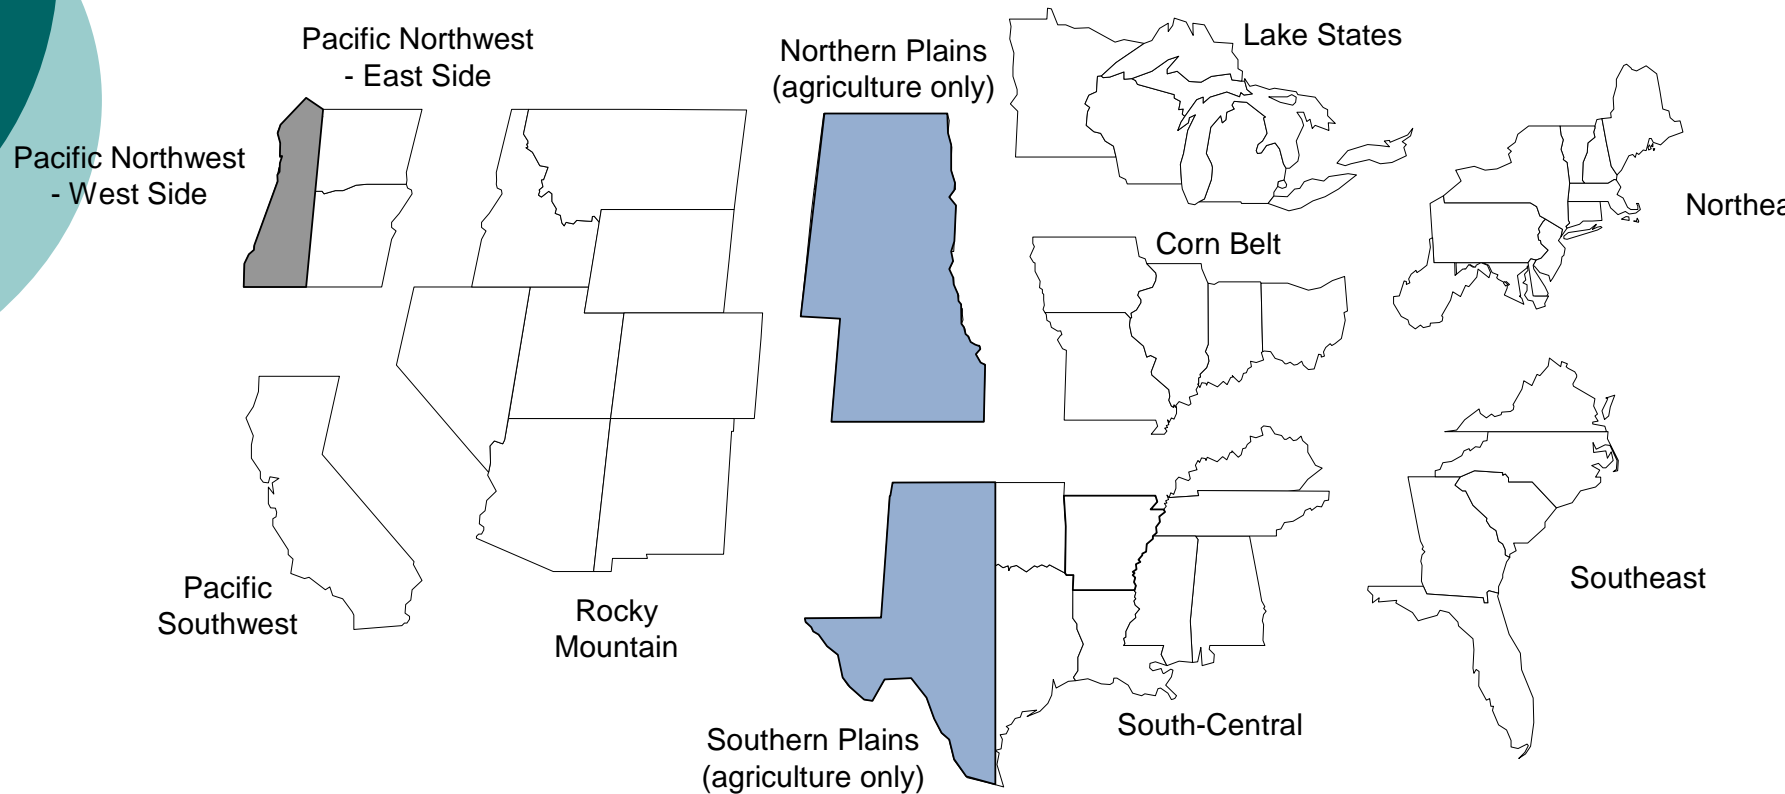 Pacific Northwest
- East Side
Pacific Northwest
- West Side
Northern Plains
(agriculture only)
Lake States
Northea
Corn Belt
Pacific
Southwest
Rocky
Mountain
Southeast
South-Central
Southern Plains
(agriculture only)